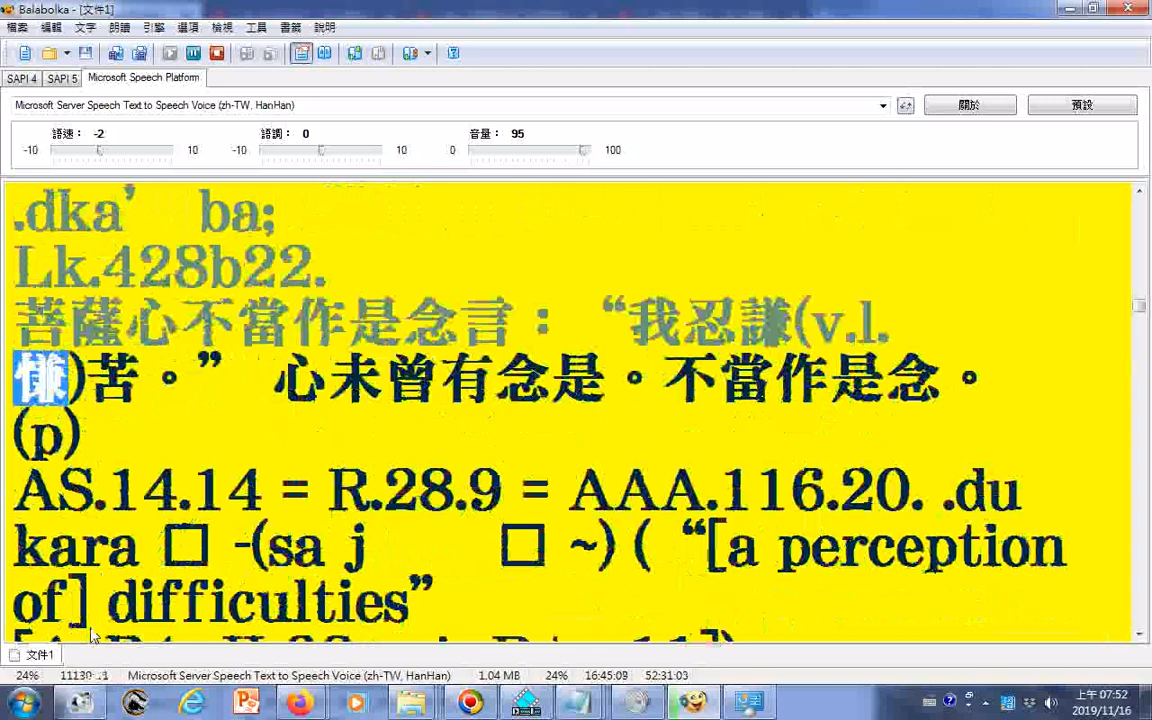 Balabolka - [文件1]
檔案 編輯 文字 朗讀 引擎 選項 檢視 工具 書籤 說明
SAPI 4 SAPI 5 Microsoft Speech Platform
Microsoft Server Speech Text to Speech Voice (zh-TW, HanHan) 關於 預設
語速： -2 語調： 0 音量： 95
-10 10 -10 10 0 100
.dka’ ba;
Lk.428b22.
菩薩心不當作是念言：“我忍謙(v.l.
慊)苦。” 心未曾有念是。不當作是念。
(p)
AS.14.14 = R.28.9 = AAA.116.20. .du
kara □ -(sa j □ ~) ( “[a perception
of] difficulties”
文件1
24% Microsoft Server Speech Text to Speech Voice (zh-TW, HanHan) 1.04 MB 24% 16:45:09 52:31:03
上午 07:52
2019/11/16